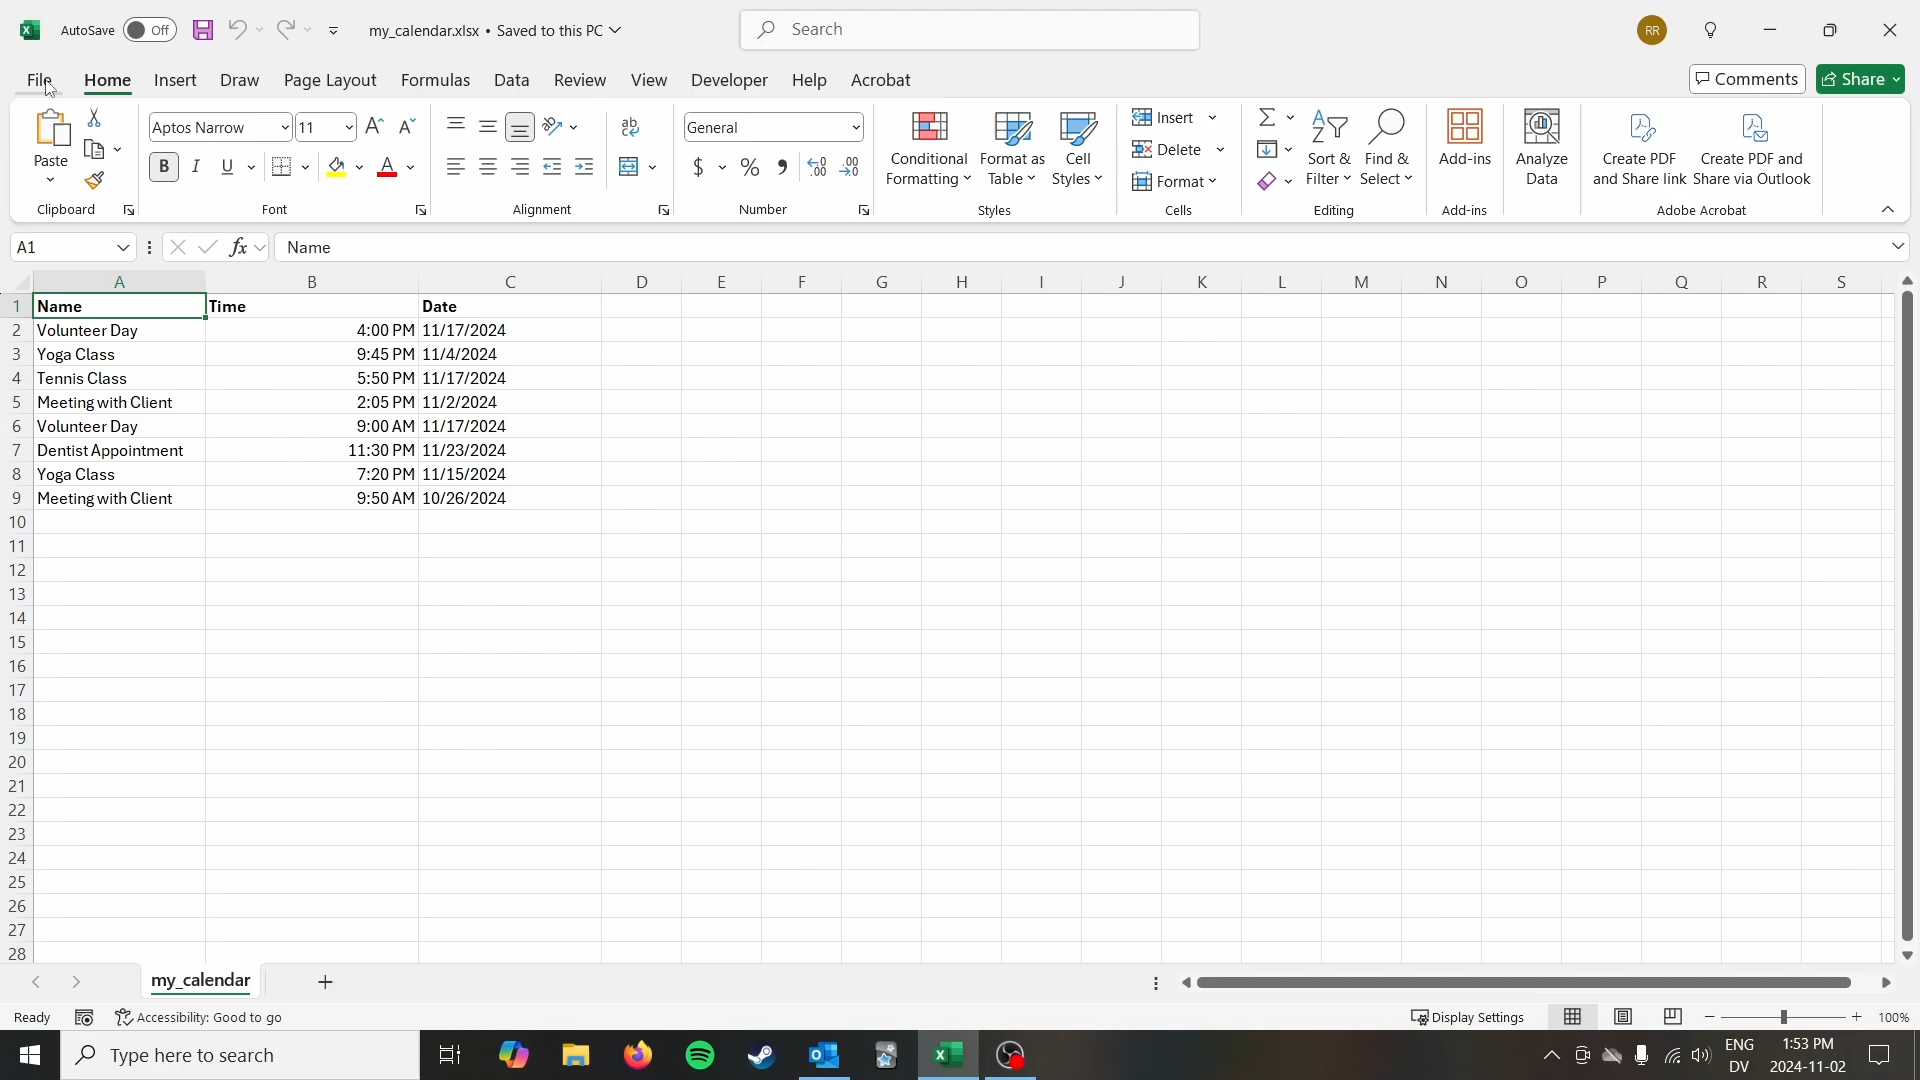 AutoSave Off my_calendar.xlsx • Saved to this PC Search RR
File Home Insert Draw Page Layout Formulas Data Review View Developer Help Acrobat Comments Share
Paste
Clipboard
Aptos Narrow 11
B I U A
Font
ab
Alignment
General
$ % 9 .00
Number
Conditional Formatting
Format as Table
Cell Styles
Styles
Insert
Delete
Format
Cells
Sort & Filter
Find & Select
Editing
Add-ins
Add-ins
Analyze Data
Create PDF and Share link
Create PDF and Share via Outlook
Adobe Acrobat
A1 fx Name
A B C D E F G H I J K L M N O P Q R S
1 Name Time Date
2 Volunteer Day 4:00 PM 11/17/2024
3 Yoga Class 9:45 PM 11/4/2024
4 Tennis Class 5:50 PM 11/17/2024
5 Meeting with Client 2:05 PM 11/2/2024
6 Volunteer Day 9:00 AM 11/17/2024
7 Dentist Appointment 11:30 PM 11/23/2024
8 Yoga Class 7:20 PM 11/15/2024
9 Meeting with Client 9:50 AM 10/26/2024
10
11
12
13
14
15
16
17
18
19
20
21
22
23
24
25
26
27
28
my_calendar
Ready Accessibility: Good to go Display Settings 100%
Type here to search
ENG
DV
1:53 PM
2024-11-02